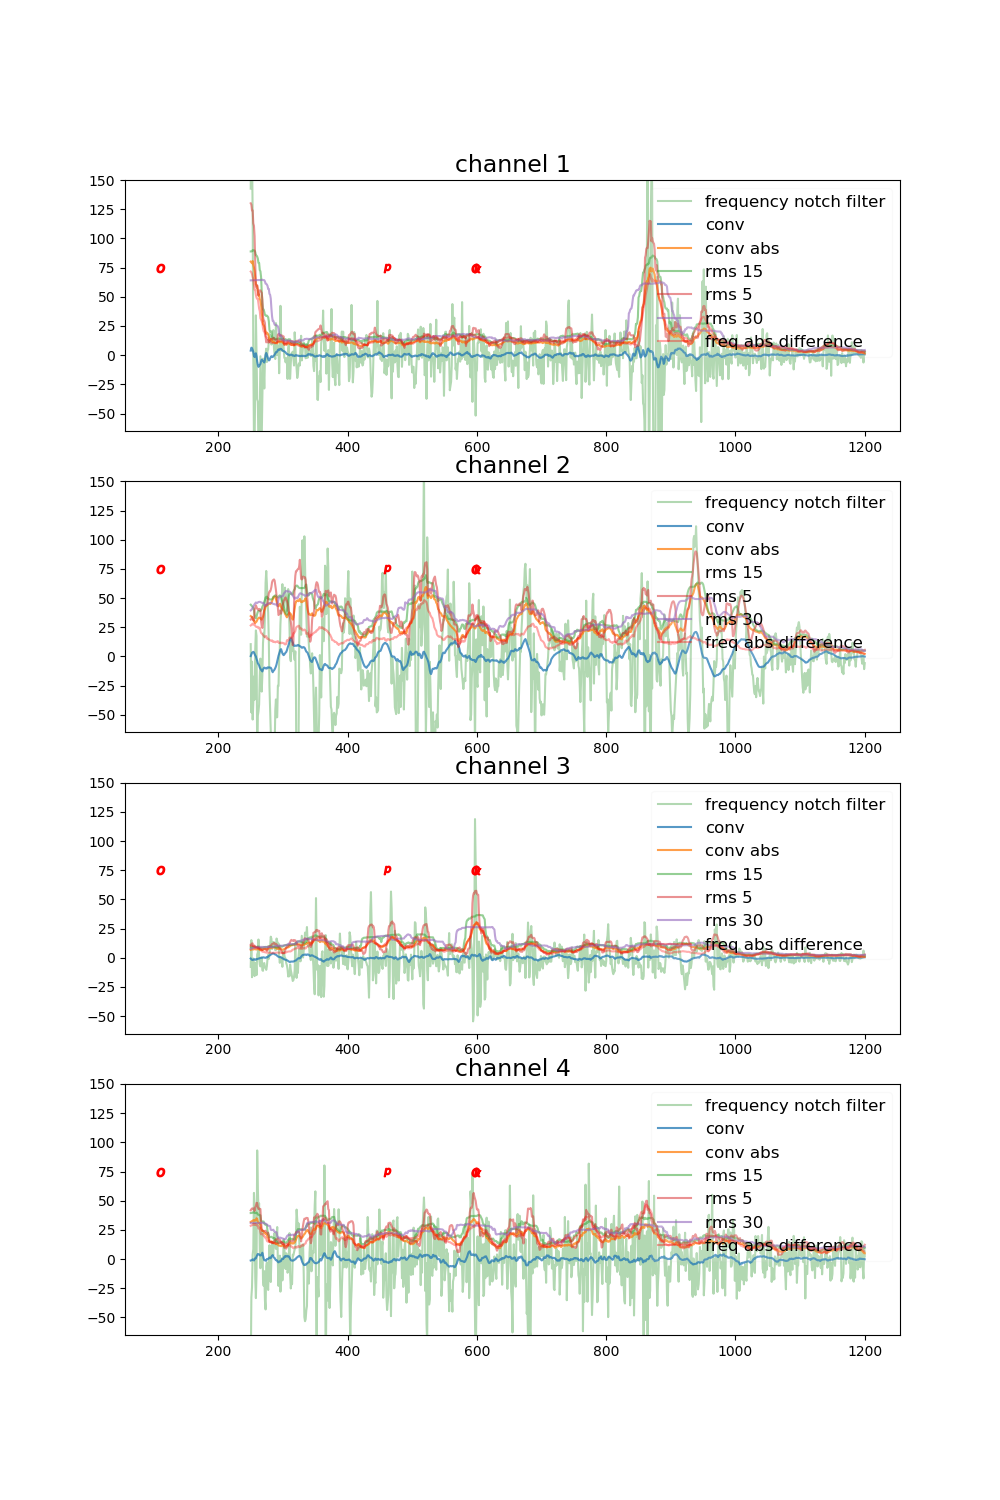 channel 1
150
125
100
75
50
25
0
−25
−50
frequency notch filter
conv
conv abs
rms 15
rms 5
rms 30
freq abs difference
o
p
200 400 600 800 1000 1200
channel 2
150
125
100
75
50
25
0
−25
−50
frequency notch filter
conv
conv abs
rms 15
rms 5
rms 30
freq abs difference
o
p
200 400 600 800 1000 1200
channel 3
150
125
100
75
50
25
0
−25
−50
frequency notch filter
conv
conv abs
rms 15
rms 5
rms 30
freq abs difference
o
p
200 400 600 800 1000 1200
channel 4
150
125
100
75
50
25
0
−25
−50
frequency notch filter
conv
conv abs
rms 15
rms 5
rms 30
freq abs difference
o
p
200 400 600 800 1000 1200